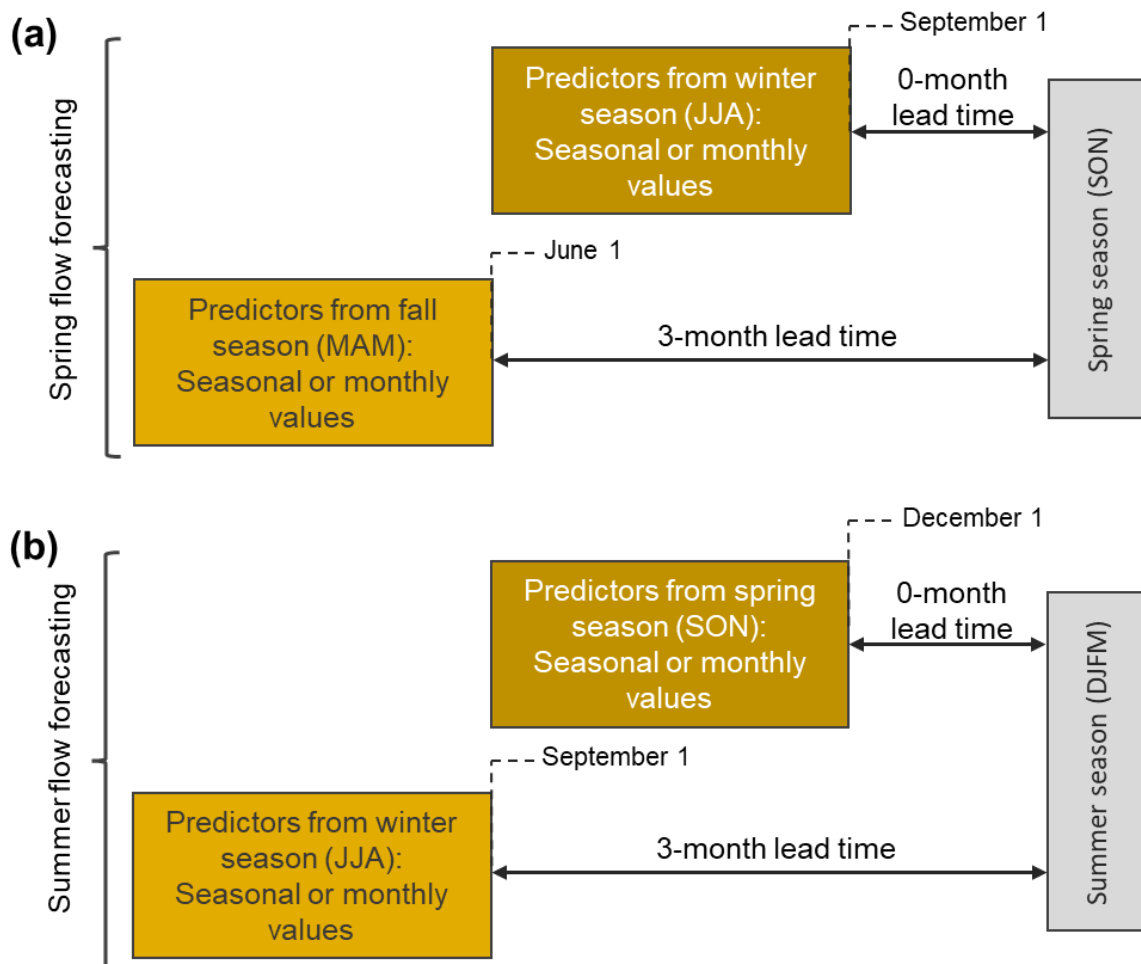 (a)
September 1
Predictors from winter
season (JJA):
Seasonal or monthly
values
0-month
lead time
Spring flow forecasting
June 1
Predictors from fall
season (MAM):
Seasonal or monthly
values
3-month lead time
Spring season (SON)
(b)
December 1
Predictors from spring
season (SON):
Seasonal or monthly
values
0-month
lead time
Summer flow forecasting
September 1
Predictors from winter
season (JJA):
Seasonal or monthly
values
3-month lead time
Summer season (DJFM)